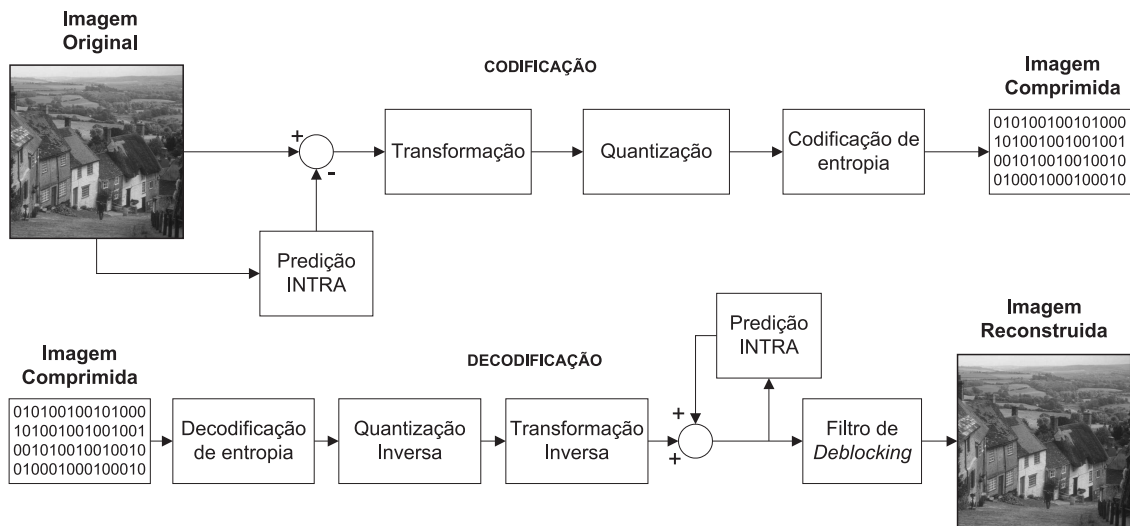 Imagem
Original
CODIFICAÇÃO
Imagem
Comprimida
+
-
Transformação
Quantização
Codificação de
entropia
010100100101000
101001001001001
001010010010010
010001000100010
Predição
INTRA
Imagem
Comprimida
DECODIFICAÇÃO
Predição
INTRA
Imagem
Reconstruida
010100100101000
101001001001001
001010010010010
010001000100010
Decodificação
de entropia
Quantização
Inversa
Transformação
Inversa
+
+
Filtro de
Deblocking